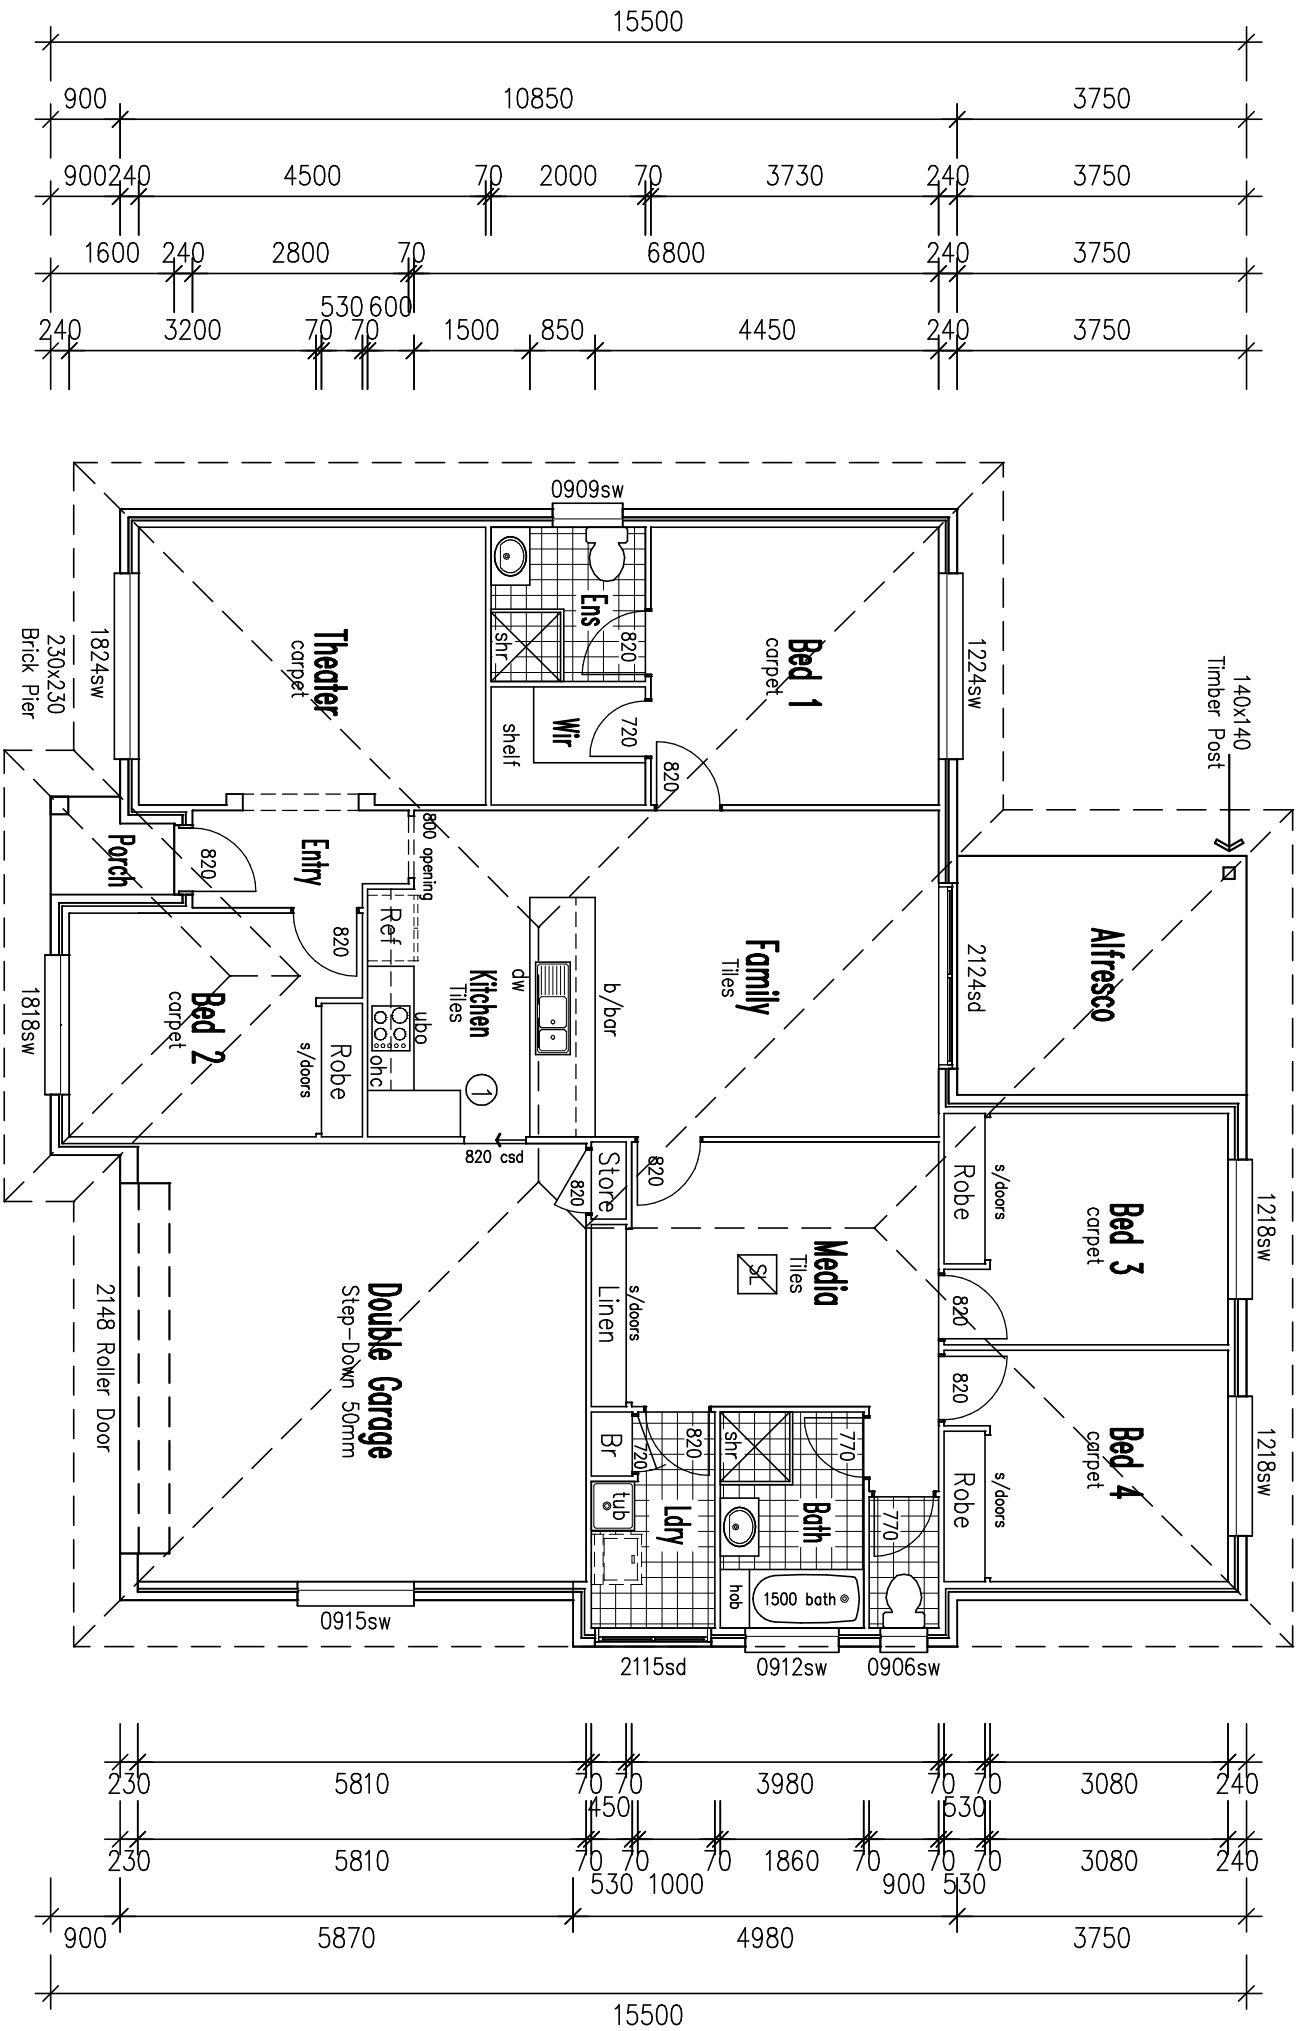 15500
900 10850 3750
900 240 4500 70 2000 70 3730 240 3750
1600 240 2800 70 6800 240 3750
530 600
240 3200 70 70 1500 850 4450 240 3750
0909sw
1824sw
230x230
Brick Pier
Theater
carpet
Ens
shr
820
Wir
720
shelf
Bed 1
carpet
820
1224sw
140x140
Timber Post
Porch
820
Entry
800 opening
820
Ref
Kitchen
Tiles
dw
ubo
ohc
b/bar
1
Family
Tiles
2124sd
Alfresco
1818sw
Bed 2
carpet
s/doors
Robe
820 csd
820
Store
820
s/doors
Linen
Media
Tiles
SL
Robe
s/doors
Bed 3
carpet
1218sw
820
820
Robe
s/doors
Bed 4
carpet
1218sw
2148 Roller Door
Double Garage
Step-Down 50mm
0915sw
Br
720
820
tub
Ldry
2115sd
shr
770
Bath
hob
1500 bath
0912sw
770
0906sw
230 5810 70 70 3980 70 70 3080 240
450 530
230 5810 70 70 70 1860 70 70 70 3080 240
530 1000 900 530
900 5870 4980 3750
15500